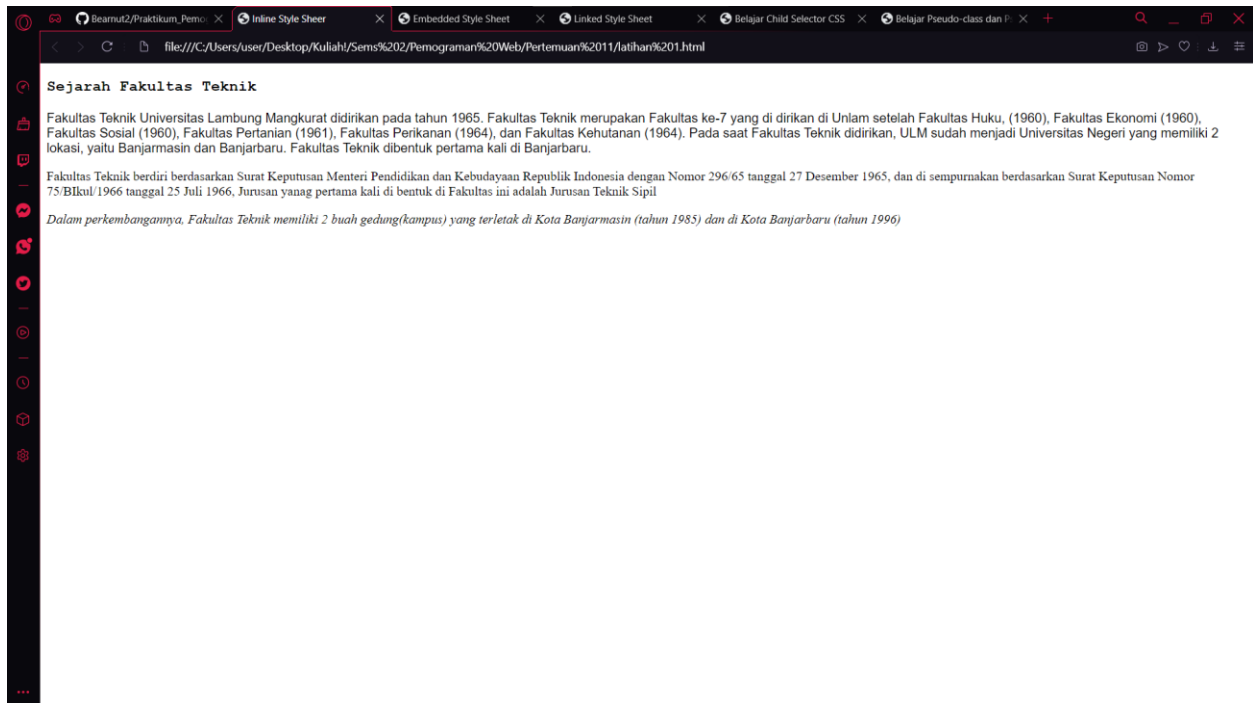 Bearnut2/Praktikum_Pemo
Inline Style Sheer
Embedded Style Sheet
Linked Style Sheet
Belajar Child Selector CSS
Belajar Pseudo-class dan P
file:///C:/Users/user/Desktop/Kuliah!/Sems%202/Pemograman%20Web/Pertemuan%2011/latihan%201.html
Sejarah Fakultas Teknik
Fakultas Teknik Universitas Lambung Mangkurat didirikan pada tahun 1965. Fakultas Teknik merupakan Fakultas ke-7 yang di dirikan di Unlam setelah Fakultas Huku, (1960), Fakultas Ekonomi (1960),
Fakultas Sosial (1960), Fakultas Pertanian (1961), Fakultas Perikanan (1964), dan Fakultas Kehutanan (1964). Pada saat Fakultas Teknik didirikan, ULM sudah menjadi Universitas Negeri yang memiliki 2
lokasi, yaitu Banjarmasin dan Banjarbaru. Fakultas Teknik dibentuk pertama kali di Banjarbaru.
Fakultas Teknik berdiri berdasarkan Surat Keputusan Menteri Pendidikan dan Kebudayaan Republik Indonesia dengan Nomor 296/65 tanggal 27 Desember 1965, dan di sempurnakan berdasarkan Surat Keputusan Nomor
75/BIkul/1966 tanggal 25 Juli 1966, Jurusan yanag pertama kali di bentuk di Fakultas ini adalah Jurusan Teknik Sipil
Dalam perkembangannya, Fakultas Teknik memiliki 2 buah gedung(kampus) yang terletak di Kota Banjarmasin (tahun 1985) dan di Kota Banjarbaru (tahun 1996)